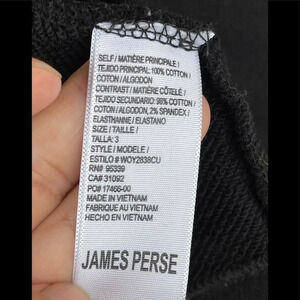 SELF / MATIÈRE PRINCIPALE /
TEJIDO PRINCIPAL: 100% COTTON /
COTON / ALGODON
CONTRAST / MATIÈRE CÔTELÉ /
TEJIDO SECUNDARIO: 98% COTTON /
COTON / ALGODON, 2% SPANDEX /
ELASTHANNE / ELASTANO
SIZE / TAILLE /
TALLA: 3
STYLE / MODELE /
ESTILO # WOY2838CU
RN# 95339
CA# 31092
PO# 17466-00
MADE IN VIETNAM
FABRIQUE AU VIETNAM
HECHO EN VIETNAM
JAMES PERSE